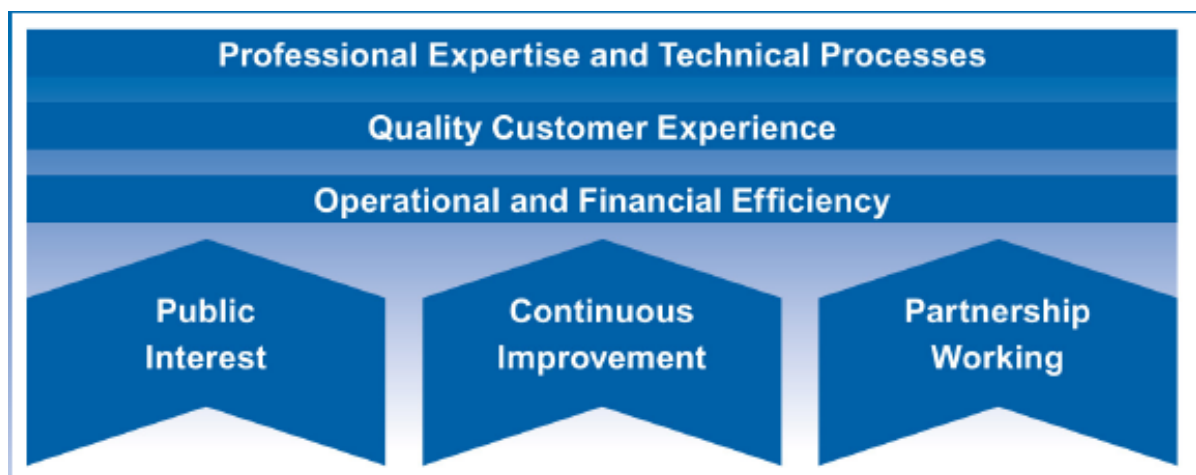 Professional Expertise and Technical Processes
Quality Customer Experience
Operational and Financial Efficiency
Public
Interest
Continuous
Improvement
Partnership
Working